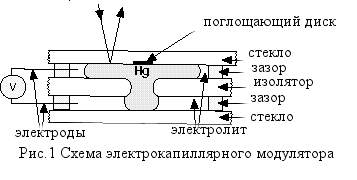 поглощающий диск
стекло
зазор
Hg
изолятор
V
зазор
электроды
электролит
стекло
Рис.1 Схема электрокапиллярного модулятора